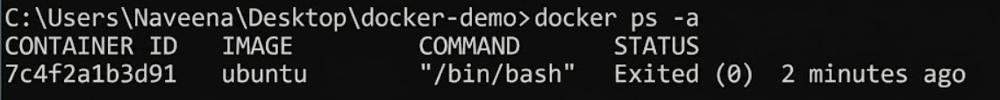 C:\Users\Naveena\Desktop\docker-demo>docker ps -a
CONTAINER ID   IMAGE        COMMAND       STATUS
7c4f2a1b3d91   ubuntu       "/bin/bash"   Exited (0)  2 minutes ago